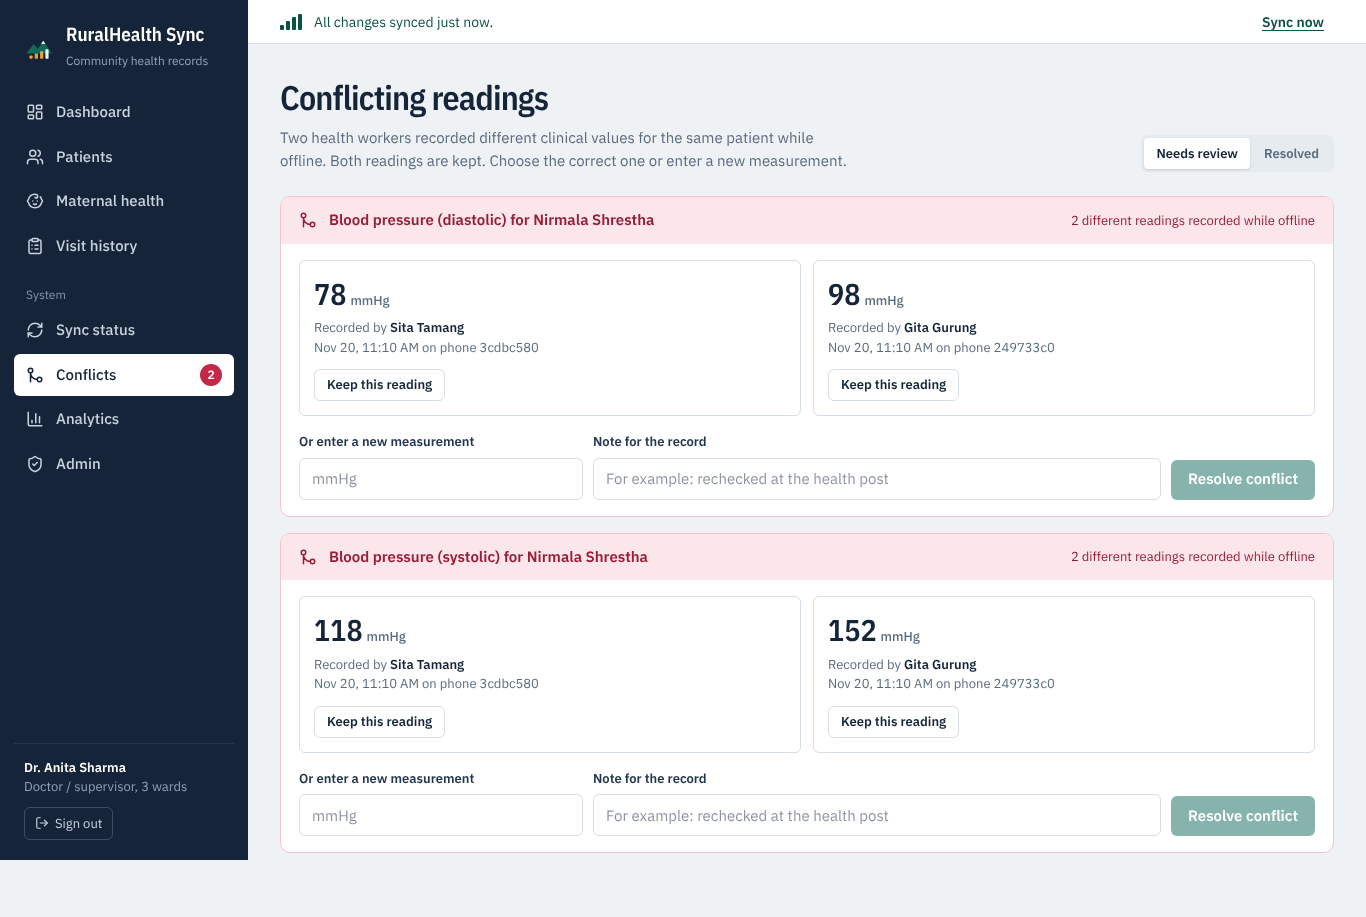 RuralHealth Sync
Community health records
Dashboard
Patients
Maternal health
Visit history
System
Sync status
Conflicts 2
Analytics
Admin
Dr. Anita Sharma
Doctor / supervisor, 3 wards
Sign out
All changes synced just now.
Sync now
Conflicting readings
Two health workers recorded different clinical values for the same patient while
offline. Both readings are kept. Choose the correct one or enter a new measurement.
Needs review
Resolved
Blood pressure (diastolic) for Nirmala Shrestha
2 different readings recorded while offline
78 mmHg
Recorded by Sita Tamang
Nov 20, 11:10 AM on phone 3cdbc580
Keep this reading
98 mmHg
Recorded by Gita Gurung
Nov 20, 11:10 AM on phone 249733c0
Keep this reading
Or enter a new measurement
mmHg
Note for the record
For example: rechecked at the health post
Resolve conflict
Blood pressure (systolic) for Nirmala Shrestha
2 different readings recorded while offline
118 mmHg
Recorded by Sita Tamang
Nov 20, 11:10 AM on phone 3cdbc580
Keep this reading
152 mmHg
Recorded by Gita Gurung
Nov 20, 11:10 AM on phone 249733c0
Keep this reading
Or enter a new measurement
mmHg
Note for the record
For example: rechecked at the health post
Resolve conflict